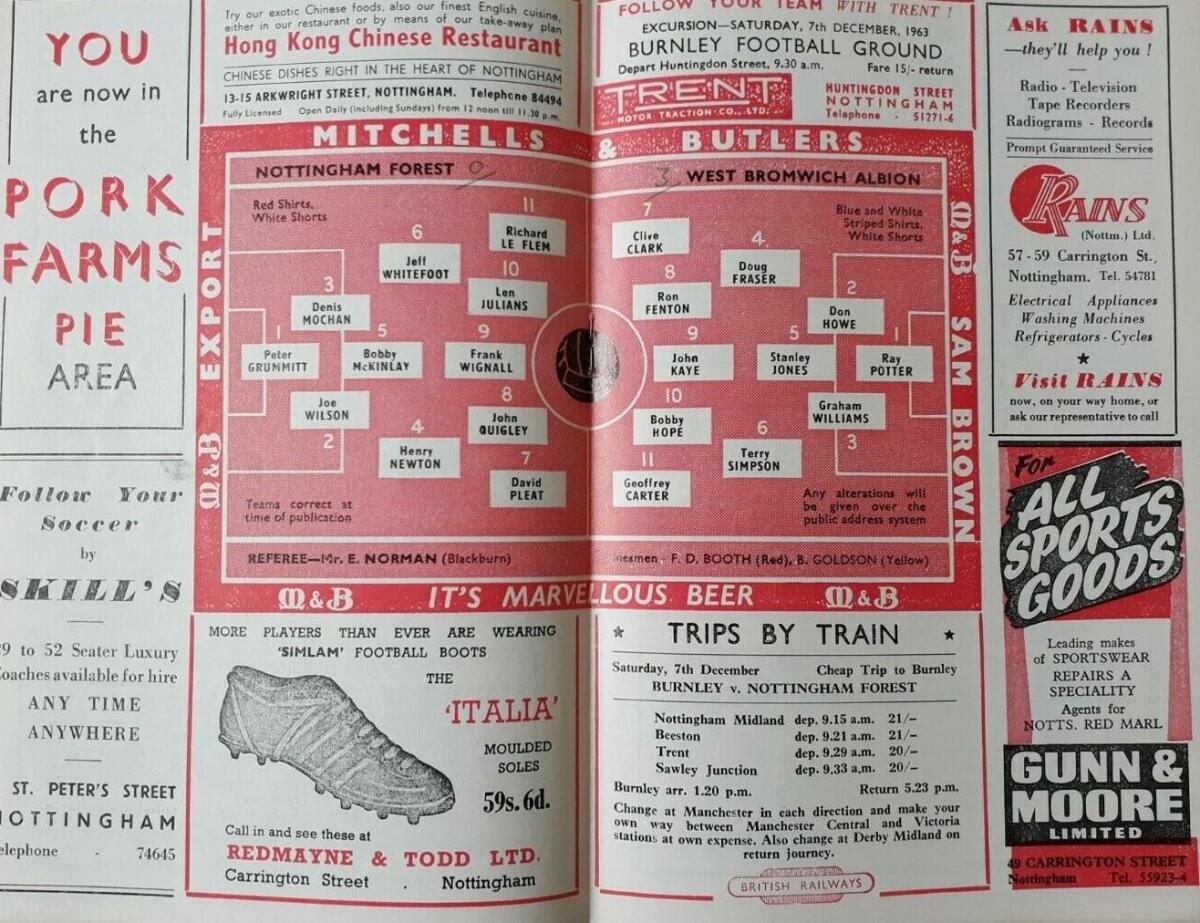 YOU
are now in
the
PORK
FARMS
PIE
AREA
Follow Your
Soccer
by
SKILL'S
9 to 52 Seater Luxury
oaches available for hire
ANY TIME
ANYWHERE
ST. PETER'S STREET
NOTTINGHAM
elephone - 74645
Try our exotic Chinese foods, also our finest English cuisine,
either in our restaurant or by means of our take-away plan
Hong Kong Chinese Restaurant
CHINESE DISHES RIGHT IN THE HEART OF NOTTINGHAM
13-15 ARKWRIGHT STREET, NOTTINGHAM. Telephone 84494
Fully Licensed Open Daily (including Sundays) from 12 noon till 11.30 p.m.
FOLLOW YOUR TEAM WITH TRENT !
EXCURSION—SATURDAY, 7th DECEMBER, 1963
BURNLEY FOOTBALL GROUND
Depart Huntingdon Street, 9.30 a.m. Fare 15/- return
TRENT
MOTOR TRACTION CO., LTD.
HUNTINGDON STREET
NOTTINGHAM
Telephone · 51271-6
MITCHELLS & BUTLERS
M&B EXPORT
M&B SAM BROWN
NOTTINGHAM FOREST 0
3 WEST BROMWICH ALBION
Red Shirts,
White Shorts
Blue and White
Striped Shirts,
White Shorts
11
Richard
LE FLEM
6
Jeff
WHITEFOOT
10
Len
JULIANS
3
Denis
MOCHAN
1
Peter
GRUMMITT
5
Bobby
McKINLAY
9
Frank
WIGNALL
Joe
WILSON
2
8
John
QUIGLEY
4
Henry
NEWTON
7
David
PLEAT
7
Clive
CLARK
4
Doug
FRASER
8
Ron
FENTON
2
Don
HOWE
9
John
KAYE
5
Stanley
JONES
1
Ray
POTTER
10
Bobby
HOPE
Graham
WILLIAMS
3
6
Terry
SIMPSON
11
Geoffrey
CARTER
Teams correct at
time of publication
Any alterations will
be given over the
public address system
REFEREE—Mr. E. NORMAN (Blackburn)
nesmen - F. D. BOOTH (Red), B. GOLDSON (Yellow)
M&B IT'S MARVELLOUS BEER M&B
MORE PLAYERS THAN EVER ARE WEARING
'SIMLAM' FOOTBALL BOOTS
THE
'ITALIA'
MOULDED
SOLES
59s. 6d.
Call in and see these at
REDMAYNE & TODD LTD.
Carrington Street . Nottingham
★ TRIPS BY TRAIN ★
Saturday, 7th December Cheap Trip to Burnley
BURNLEY v. NOTTINGHAM FOREST
Nottingham Midland dep. 9.15 a.m. 21/-
Beeston dep. 9.21 a.m. 21/-
Trent dep. 9.29 a.m. 20/-
Sawley Junction dep. 9.33 a,m. 20/-
Burnley arr. 1.20 p.m. Return 5.23 p.m.
Change at Manchester in each direction and make your
own way between Manchester Central and Victoria
stations at own expense. Also change at Derby Midland on
return journey.
BRITISH RAILWAYS
Ask RAINS
—they'll help you !
Radio - Television
Tape Recorders
Radiograms - Records
Prompt Guaranteed Service
RAINS
(Nottm.) Ltd.
57-59 Carrington St.,
Nottingham. Tel. 54781
Electrical Appliances
Washing Machines
Refrigerators - Cycles
★
Visit RAINS
now, on your way home, or
ask our representative to call
For
ALL
SPORTS
GOODS
Leading makes
of SPORTSWEAR
REPAIRS A
SPECIALITY
Agents for
NOTTS. RED MARL
GUNN &
MOORE
LIMITED
49 CARRINGTON STREET
Nottingham Tel. 55923-4